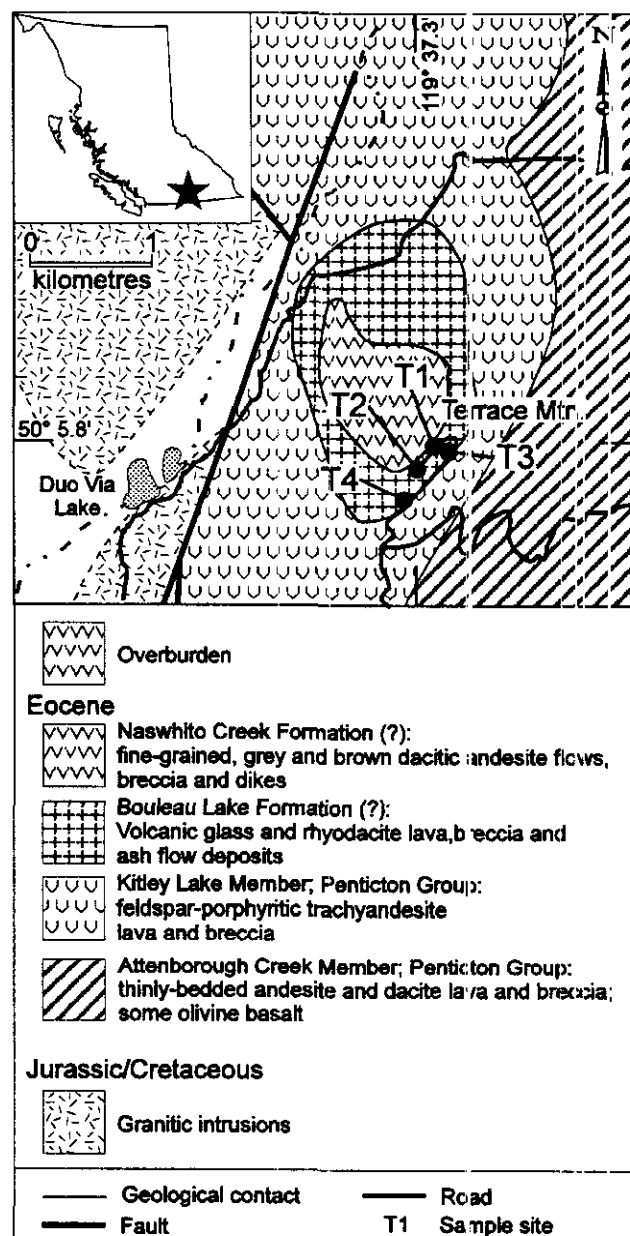 119° 37.3'
N
0 1
kilometres
T1
T2
Terrace Mtn.
50° 5.8'
T3
T4
Duo Via
Lake.
Overburden
Eocene
Naswhito Creek Formation (?):
fine-grained, grey and brown dacitic andesite flows,
breccia and dikes
Bouleau Lake Formation (?):
Volcanic glass and rhyodacite lava, breccia and
ash flow deposits
Kitley Lake Member; Penticton Group:
feldspar-porphyritic trachyandesite
lava and breccia
Attenborough Creek Member; Penticton Group:
thinly-bedded andesite and dacite lava and breccia;
some olivine basalt
Jurassic/Cretaceous
Granitic intrusions
Geological contact Road
Fault T1 Sample site